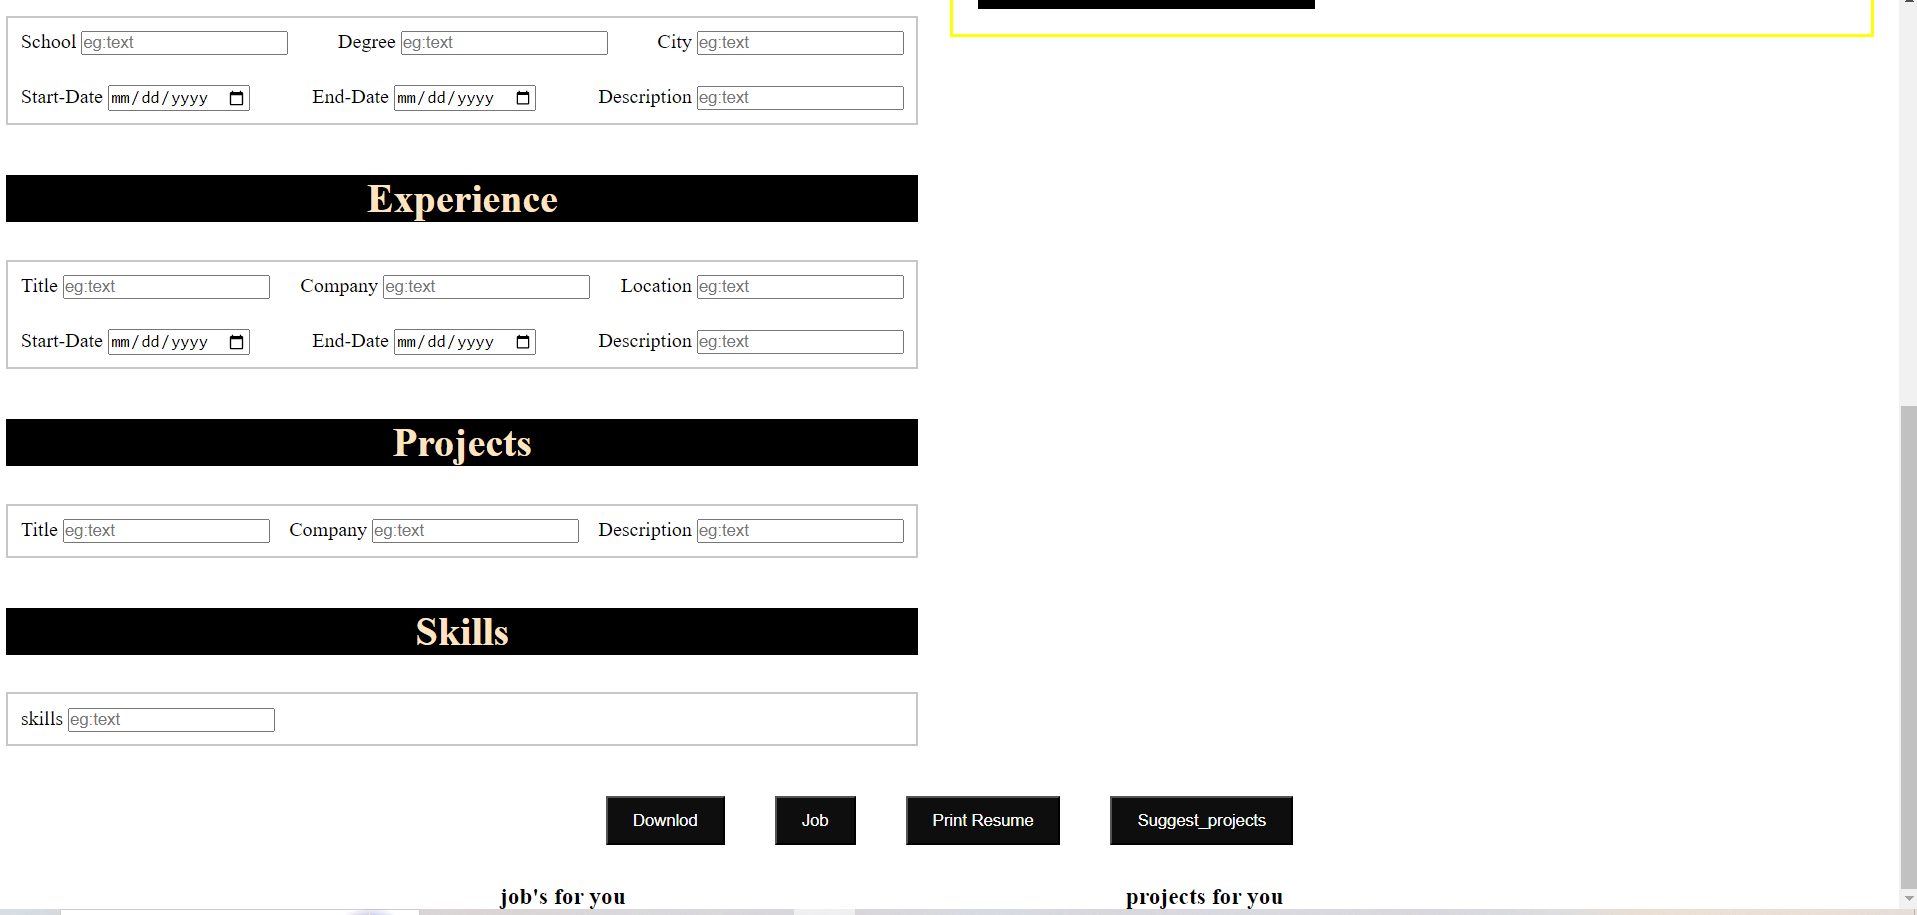 School eg:text Degree eg:text City eg:text
Start-Date mm/dd/yyyy End-Date mm/dd/yyyy Description eg:text
Experience
Title eg:text Company eg:text Location eg:text
Start-Date mm/dd/yyyy End-Date mm/dd/yyyy Description eg:text
Projects
Title eg:text Company eg:text Description eg:text
Skills
skills eg:text
Downlod Job Print Resume Suggest_projects
job's for you projects for you